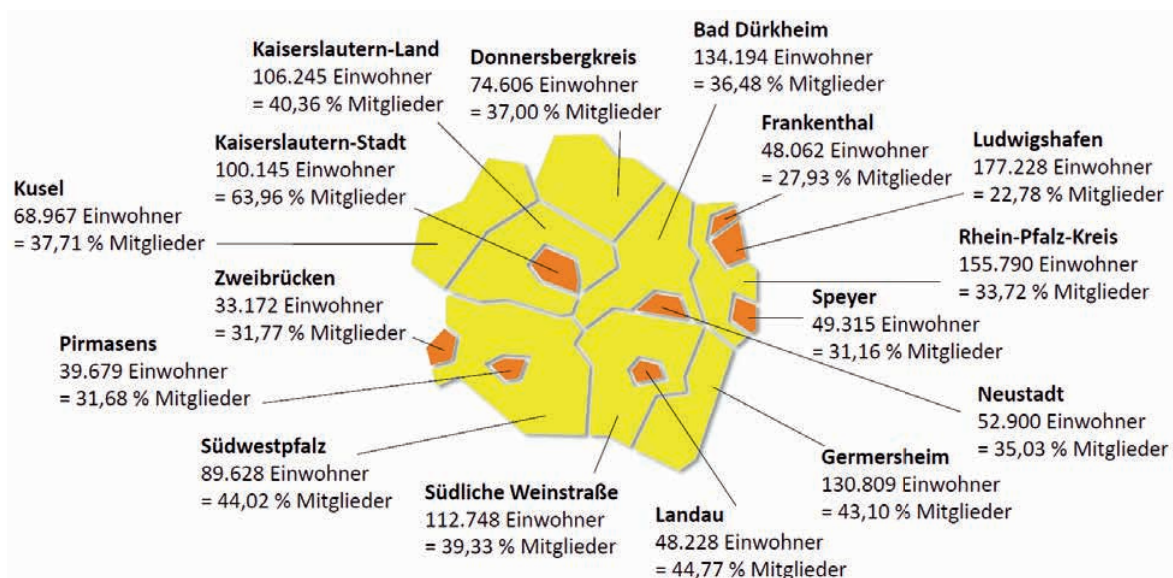 Kaiserslautern-Land
106.245 Einwohner
= 40,36 % Mitglieder
Donnersbergkreis
74.606 Einwohner
= 37,00 % Mitglieder
Bad Dürkheim
134.194 Einwohner
= 36,48 % Mitglieder
Frankenthal
48.062 Einwohner
= 27,93 % Mitglieder
Ludwigshafen
177.228 Einwohner
= 22,78 % Mitglieder
Kaiserslautern-Stadt
100.145 Einwohner
= 63,96 % Mitglieder
Kusel
68.967 Einwohner
= 37,71 % Mitglieder
Rhein-Pfalz-Kreis
155.790 Einwohner
= 33,72 % Mitglieder
Zweibrücken
33.172 Einwohner
= 31,77 % Mitglieder
Speyer
49.315 Einwohner
= 31,16 % Mitglieder
Pirmasens
39.679 Einwohner
= 31,68 % Mitglieder
Neustadt
52.900 Einwohner
= 35,03 % Mitglieder
Südwestpfalz
89.628 Einwohner
= 44,02 % Mitglieder
Südliche Weinstraße
112.748 Einwohner
= 39,33 % Mitglieder
Landau
48.228 Einwohner
= 44,77 % Mitglieder
Germersheim
130.809 Einwohner
= 43,10 % Mitglieder